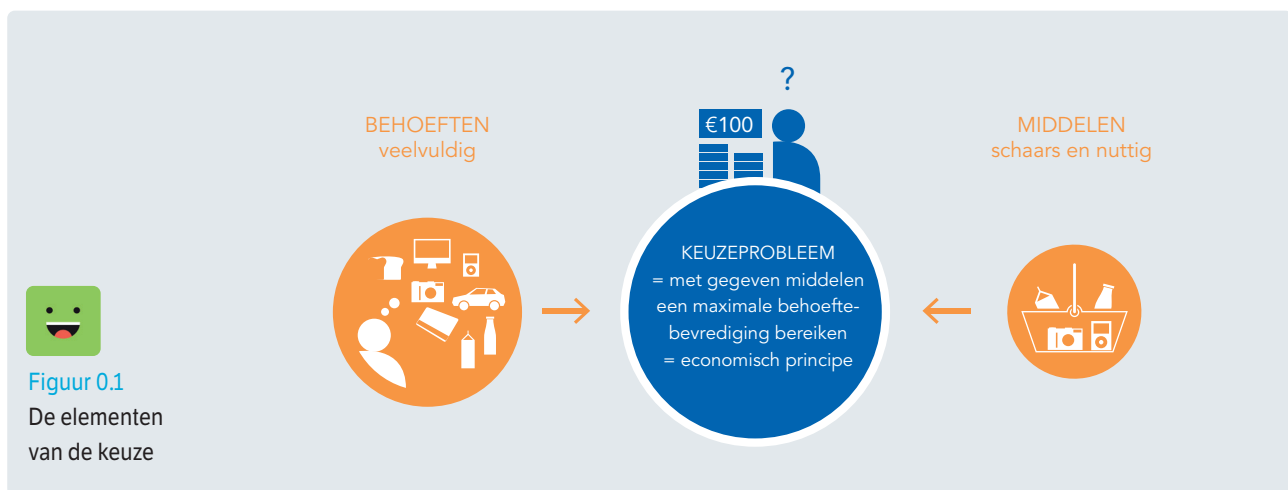 BEHOEFTEN
veelvuldig
?
€100
MIDDELEN
schaars en nuttig
KEUZEPROBLEEM
= met gegeven middelen
een maximale behoefte-
bevrediging bereiken
= economisch principe
Figuur 0.1
De elementen
van de keuze